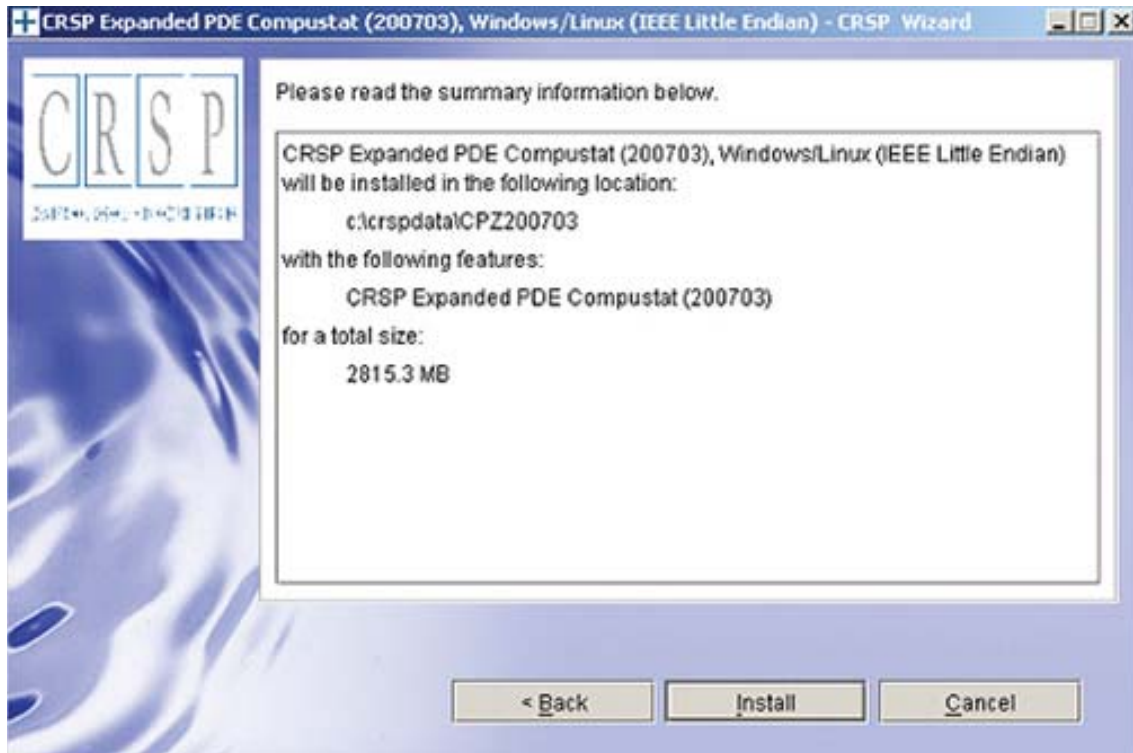 CRSP Expanded PDE Compustat (200703), Windows/Linux (IEEE Little Endian) - CRSP Wizard
CRSP
Please read the summary information below.
CRSP Expanded PDE Compustat (200703), Windows/Linux (IEEE Little Endian)
will be installed in the following location:
c:\crspdata\CPZ200703
with the following features:
CRSP Expanded PDE Compustat (200703)
for a total size:
2815.3 MB
< Back
Install
Cancel